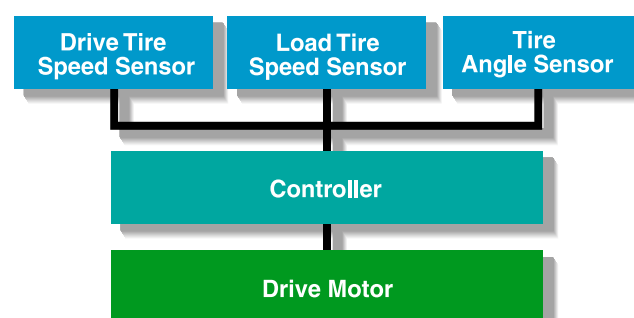 Drive Tire
Speed Sensor
Load Tire
Speed Sensor
Tire
Angle Sensor
Controller
Drive Motor